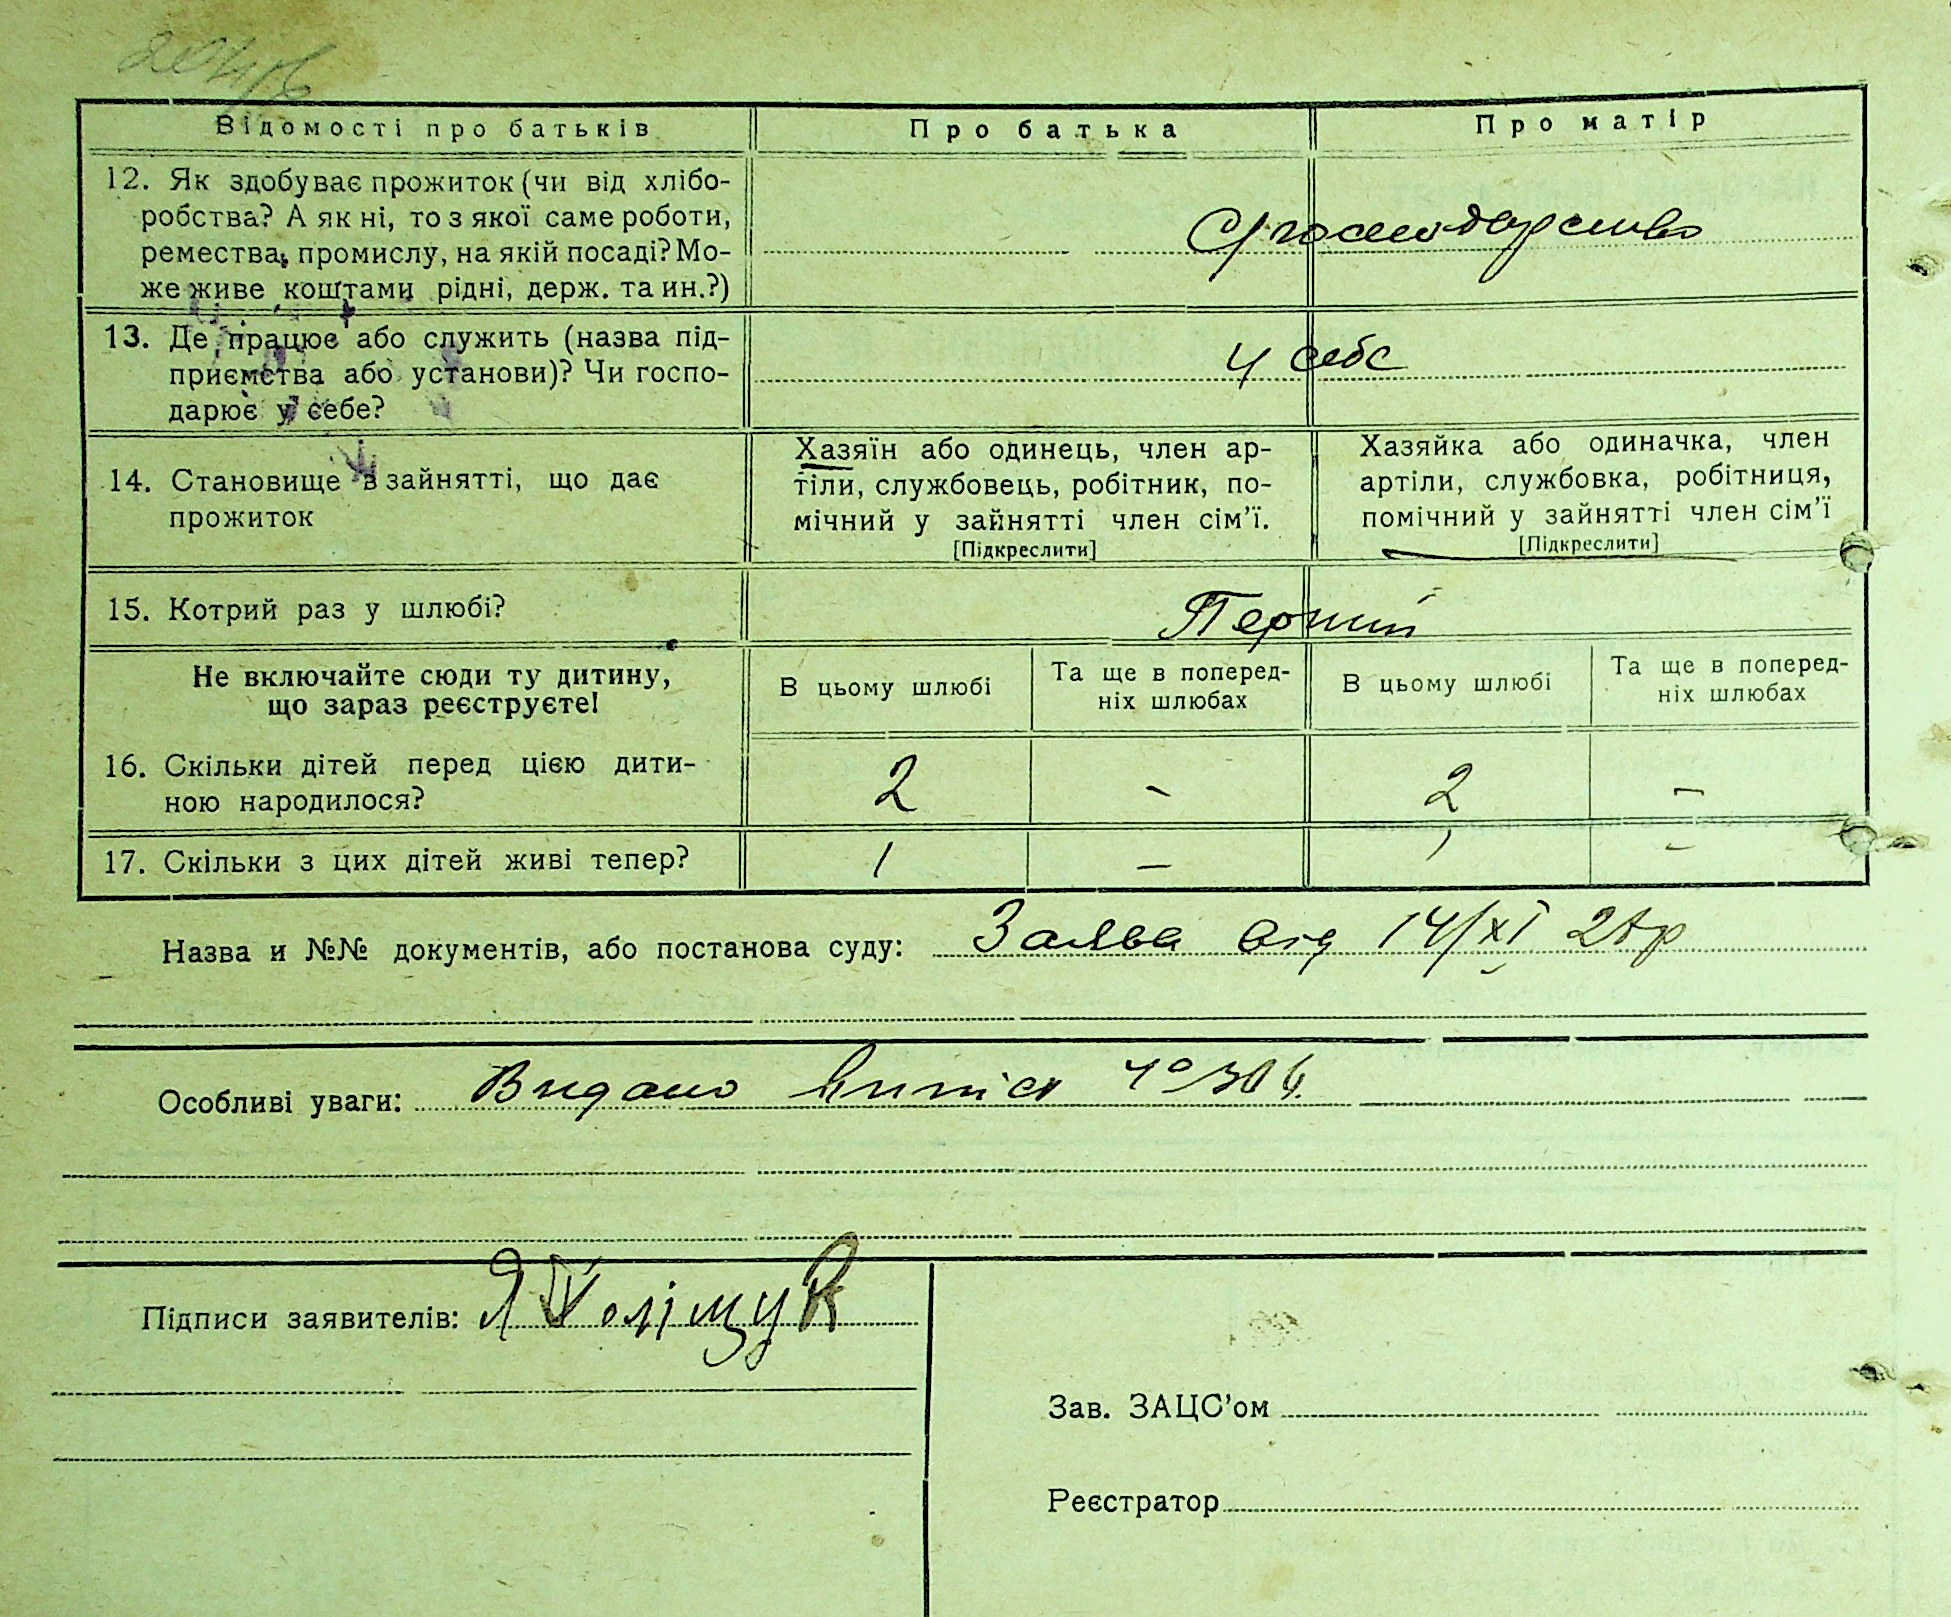 Відомості про батьків Про батька Про матір
12. Як здобуває прожиток (чи від хлібо-
робства? А як ні, то з якої саме роботи,
ремества, промислу, на якій посаді? Мо-
же живе коштами рідні, держ. та ин.?)
С/господарство
13. Де працює або служить (назва під-
приємства або установи)? Чи госпо-
дарює у себе?
у себе
14. Становище в зайнятті, що дає
прожиток
Хазяїн або одинець, член ар-
тіли, службовець, робітник, по-
мічний у зайнятті член сім'ї.
[Підкреслити]
Хазяйка або одиначка, член
артіли, службовка, робітниця,
помічний у зайнятті член сім'ї
[Підкреслити]
15. Котрий раз у шлюбі? Перший
Не включайте сюди ту дитину,
що зараз реєструєте!
В цьому шлюбі
Та ще в поперед-
ніх шлюбах
В цьому шлюбі
Та ще в поперед-
ніх шлюбах
16. Скільки дітей перед цією дити-
ною народилося?
2 - 2 -
17. Скільки з цих дітей живі тепер? 1 - 1 -
Назва и №№ документів, або постанова суду: Заява від 14/XI
Особливі уваги: Видано випис
Підписи заявителів: Я Поліщук
Зав. ЗАЦС'ом
Реєстратор